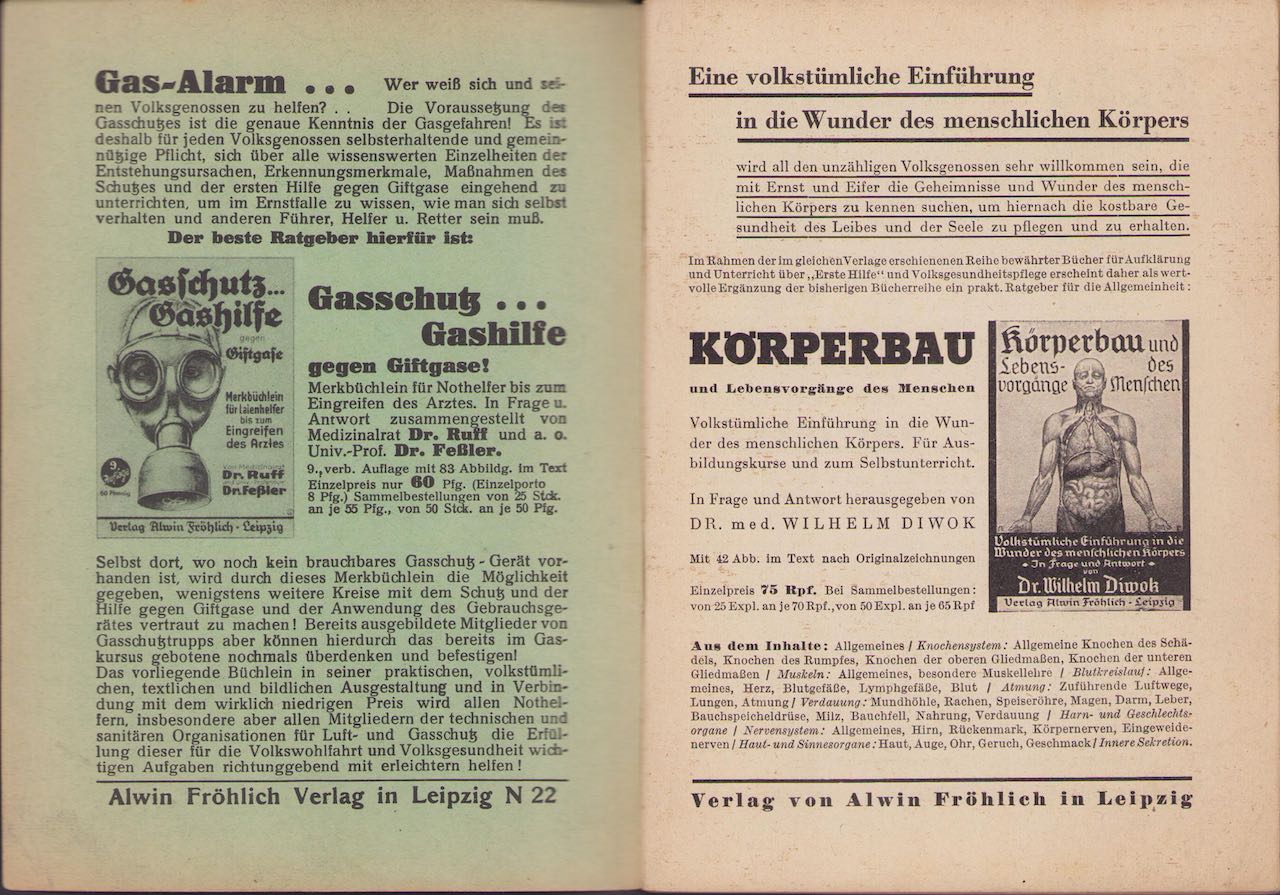 Gas-Alarm ... Wer weiß sich und sei-
nen Volksgenossen zu helfen? . . Die Voraussetzung des
Gasschutzes ist die genaue Kenntnis der Gasgefahren! Es ist
deshalb für jeden Volksgenossen selbsterhaltende und gemein-
nützige Pflicht, sich über alle wissenswerten Einzelheiten der
Entstehungsursachen, Erkennungsmerkmale, Maßnahmen des
Schutzes und der ersten Hilfe gegen Giftgase eingehend zu
unterrichten, um im Ernstfalle zu wissen, wie man sich selbst
verhalten und anderen Führer, Helfer u. Retter sein muß.
Der beste Ratgeber hierfür ist:
Gasschutz...
Gashilfe
gegen
Giftgase
Merkbüchlein
für Laienhelfer
bis zum
Eingreifen
des Arztes
Von Medizinalrat
Dr. Ruff
Dr. Feßler
9.
60 Pfennig
Verlag Alwin Fröhlich · Leipzig
Gasschutz ...
Gashilfe
gegen Giftgase!
Merkbüchlein für Nothelfer bis zum
Eingreifen des Arztes. In Frage u.
Antwort zusammengestellt von
Medizinalrat Dr. Ruff und a. o.
Univ.-Prof. Dr. Feßler.
9., verb. Auflage mit 83 Abbildg. im Text
Einzelpreis nur 60 Pfg. (Einzelporto
8 Pfg.) Sammelbestellungen von 25 Stck.
an je 55 Pfg., von 50 Stck. an je 50 Pfg.
Selbst dort, wo noch kein brauchbares Gasschutz-Gerät vor-
handen ist, wird durch dieses Merkbüchlein die Möglichkeit
gegeben, wenigstens weitere Kreise mit dem Schutz und der
Hilfe gegen Giftgase und der Anwendung des Gebrauchsge-
rätes vertraut zu machen! Bereits ausgebildete Mitglieder von
Gasschutztrupps aber können hierdurch das bereits im Gas-
kursus gebotene nochmals überdenken und befestigen!
Das vorliegende Büchlein in seiner praktischen, volkstümli-
chen, textlichen und bildlichen Ausgestaltung und in Verbin-
dung mit dem wirklich niedrigen Preis wird allen Nothel-
fern, insbesondere aber allen Mitgliedern der technischen und
sanitären Organisationen für Luft- und Gasschutz die Erfül-
lung dieser für die Volkswohlfahrt und Volksgesundheit wich-
tigen Aufgaben richtunggebend mit erleichtern helfen!
Alwin Fröhlich Verlag in Leipzig N 22
Eine volkstümliche Einführung
in die Wunder des menschlichen Körpers
wird all den unzähligen Volksgenossen sehr willkommen sein, die
mit Ernst und Eifer die Geheimnisse und Wunder des mensch-
lichen Körpers zu kennen suchen, um hiernach die kostbare Ge-
sundheit des Leibes und der Seele zu pflegen und zu erhalten.
Im Rahmen der im gleichen Verlage erschienenen Reihe bewährter Bücher für Aufklärung
und Unterricht über „Erste Hilfe“ und Volksgesundheitspflege erscheint daher als wert-
volle Ergänzung der bisherigen Bücherreihe ein prakt. Ratgeber für die Allgemeinheit:
KÖRPERBAU
und Lebensvorgänge des Menschen
Volkstümliche Einführung in die Wun-
der des menschlichen Körpers. Für Aus-
bildungskurse und zum Selbstunterricht.
In Frage und Antwort herausgegeben von
DR. med. WILHELM DIWOK
Mit 42 Abb. im Text nach Originalzeichnungen
Einzelpreis 75 Rpf. Bei Sammelbestellungen:
von 25 Expl. an je 70 Rpf., von 50 Expl. an je 65 Rpf
Körperbau und
Lebens- des
vorgänge Menschen
Volkstümliche Einführung in die
Wunder des menschlichen Körpers
• In Frage und Antwort •
von
Dr. Wilhelm Diwok
Verlag Alwin Fröhlich · Leipzig
Aus dem Inhalte: Allgemeines / Knochensystem: Allgemeine Knochen des Schä-
dels, Knochen des Rumpfes, Knochen der oberen Gliedmaßen, Knochen der unteren
Gliedmaßen / Muskeln: Allgemeines, besondere Muskellehre / Blutkreislauf: Allge-
meines, Herz, Blutgefäße, Lymphgefäße, Blut / Atmung: Zuführende Luftwege,
Lungen, Atmung / Verdauung: Mundhöhle, Rachen, Speiseröhre, Magen, Darm, Leber,
Bauchspeicheldrüse, Milz, Bauchfell, Nahrung, Verdauung / Harn- und Geschlechts-
organe / Nervensystem: Allgemeines, Hirn, Rückenmark, Körpernerven, Eingeweide-
nerven / Haut- und Sinnesorgane: Haut, Auge, Ohr, Geruch, Geschmack / Innere Sekretion.
Verlag von Alwin Fröhlich in Leipzig